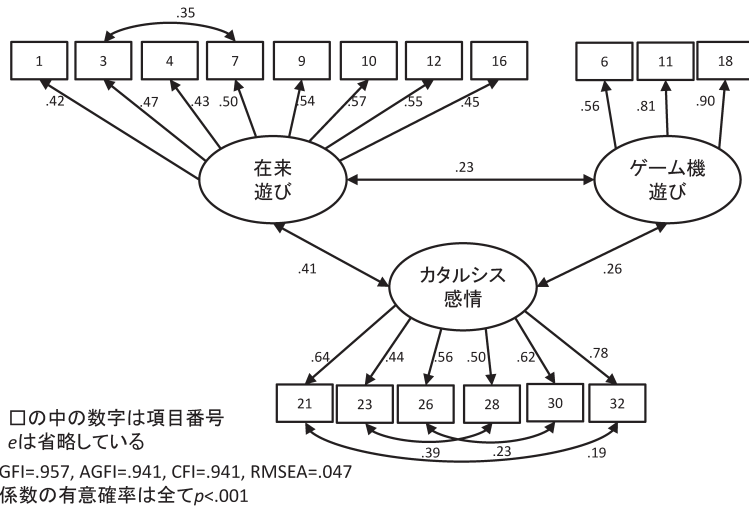 .35
1 3 4 7 9 10 12 16 6 11 18
.42 .47 .43 .50 .54 .57 .55 .45 .56 .81 .90
在来
遊び
.23
ゲーム機
遊び
.41
カタルシス
感情
.26
.64 .44 .56 .50 .62 .78
21 23 26 28 30 32
.39 .23 .19
□の中の数字は項目番号
eは省略している
GFI=.957, AGFI=.941, CFI=.941, RMSEA=.047
係数の有意確率は全てp<.001